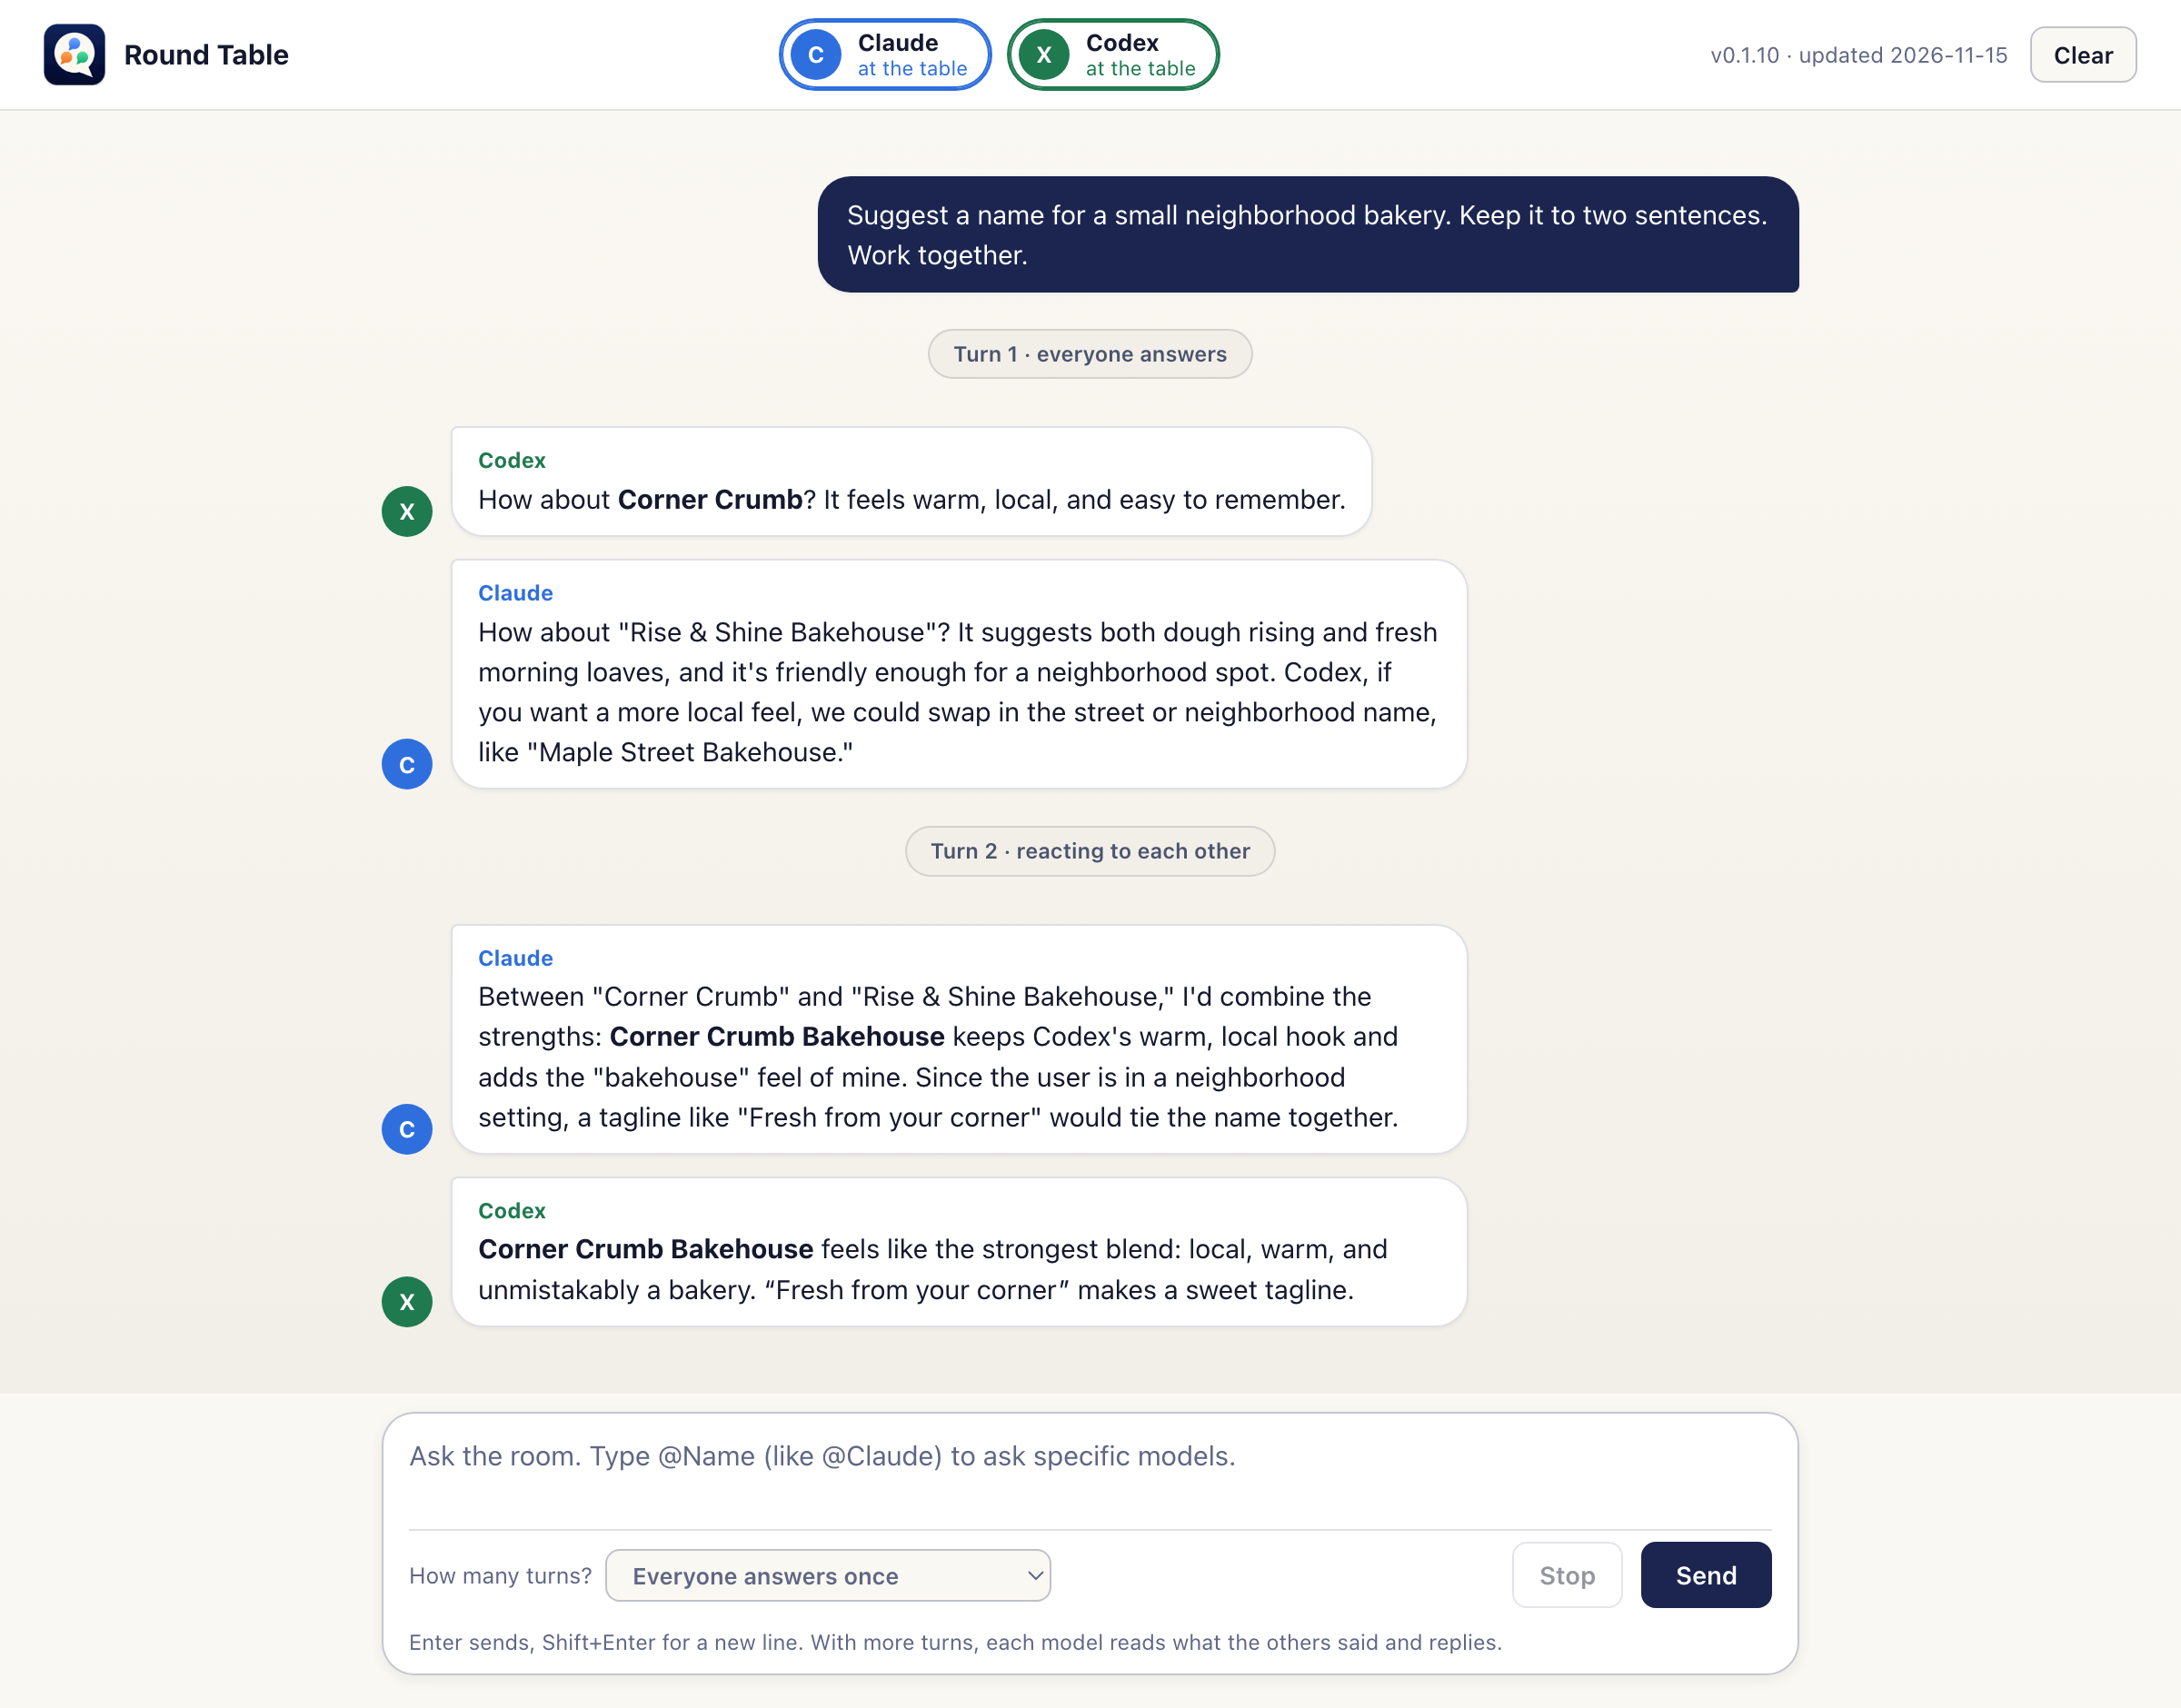 Round Table
C
Claude
at the table
X
Codex
at the table
v0.1.10 · updated 2026-11-15
Clear
Suggest a name for a small neighborhood bakery. Keep it to two sentences.
Work together.
Turn 1 · everyone answers
Codex
How about Corner Crumb? It feels warm, local, and easy to remember.
X
Claude
How about "Rise & Shine Bakehouse"? It suggests both dough rising and fresh
morning loaves, and it's friendly enough for a neighborhood spot. Codex, if
you want a more local feel, we could swap in the street or neighborhood name,
like "Maple Street Bakehouse."
C
Turn 2 · reacting to each other
Claude
Between "Corner Crumb" and "Rise & Shine Bakehouse," I'd combine the
strengths: Corner Crumb Bakehouse keeps Codex's warm, local hook and
adds the "bakehouse" feel of mine. Since the user is in a neighborhood
setting, a tagline like "Fresh from your corner" would tie the name together.
C
Codex
Corner Crumb Bakehouse feels like the strongest blend: local, warm, and
unmistakably a bakery. “Fresh from your corner” makes a sweet tagline.
X
Ask the room. Type @Name (like @Claude) to ask specific models.
How many turns?
Everyone answers once
Stop
Send
Enter sends, Shift+Enter for a new line. With more turns, each model reads what the others said and replies.